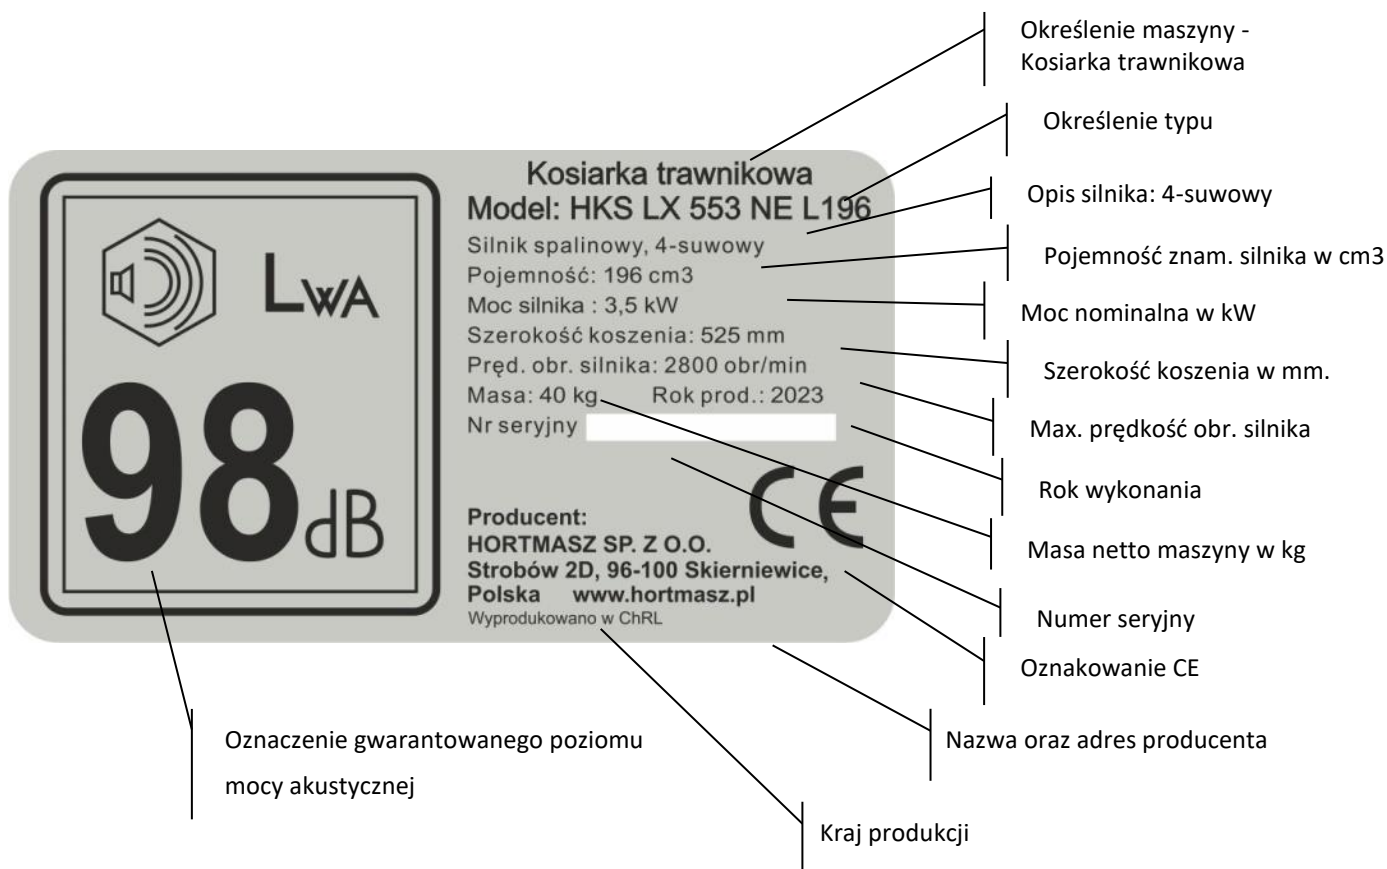 Określenie maszyny -
Kosiarka trawnikowa
Określenie typu
Opis silnika: 4-suwowy
Pojemność znam. silnika w cm3
Moc nominalna w kW
Szerokość koszenia w mm.
Max. prędkość obr. silnika
Rok wykonania
Masa netto maszyny w kg
Numer seryjny
Oznakowanie CE
Nazwa oraz adres producenta
Kosiarka trawnikowa
Model: HKS LX 553 NE L196
Silnik spalinowy, 4-suwowy
Pojemność: 196 cm3
Moc silnika : 3,5 kW
Szerokość koszenia: 525 mm
Pręd. obr. silnika: 2800 obr/min
Masa: 40 kg Rok prod.: 2023
Nr seryjny
CE
Producent:
HORTMASZ SP. Z O.O.
Strobów 2D, 96-100 Skierniewice,
Polska www.hortmasz.pl
Wyprodukowano w ChRL
LWA
98 dB
Oznaczenie gwarantowanego poziomu
mocy akustycznej
Kraj produkcji